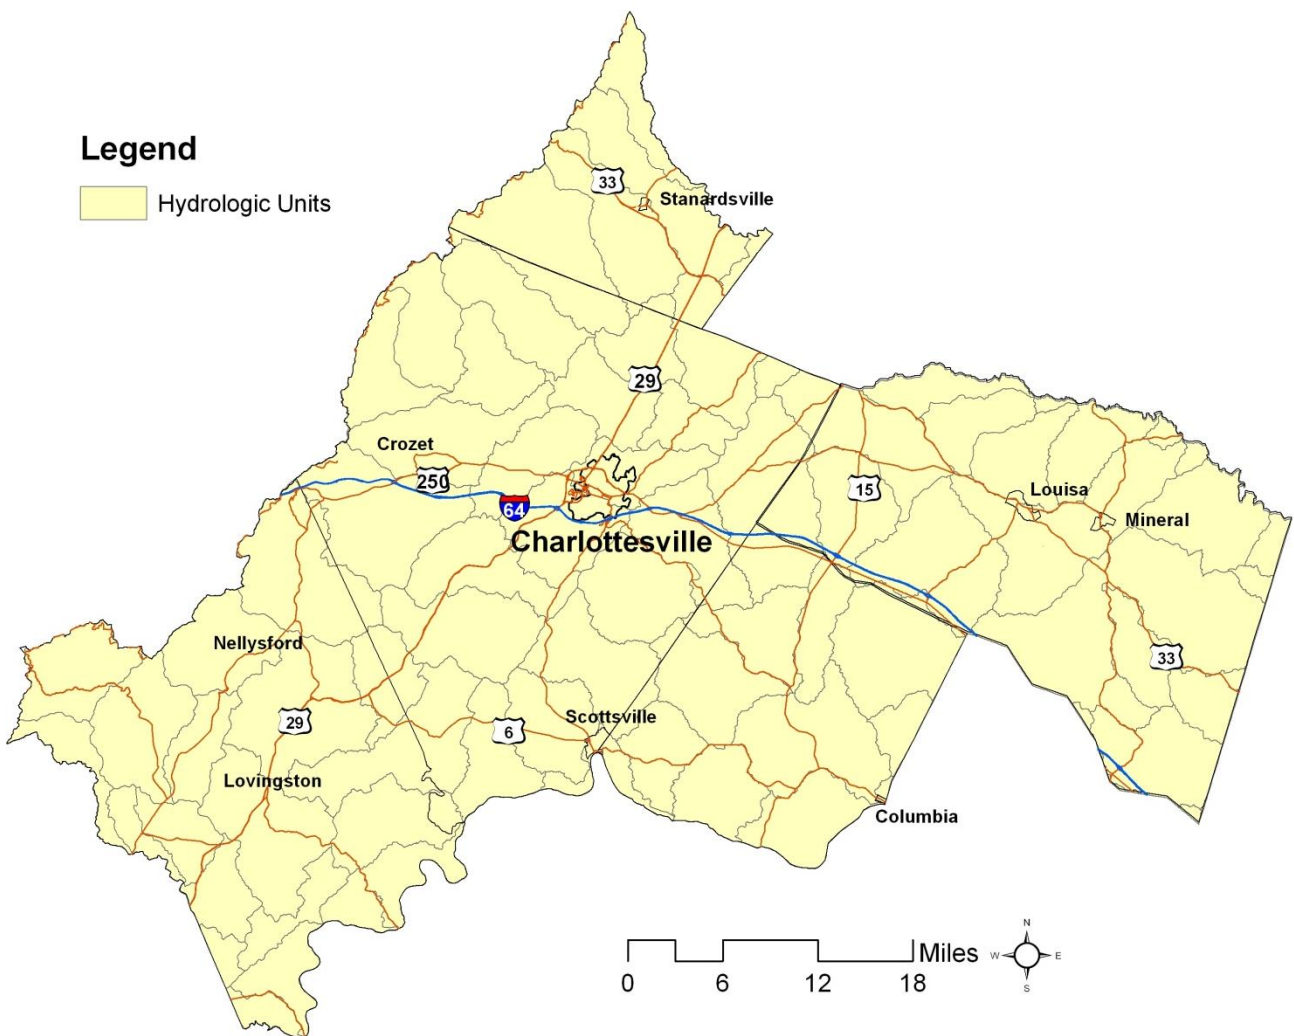 Legend
Hydrologic Units
33
Stanardsville
29
Crozet
250
64
Charlottesville
15
Louisa
Mineral
Nellysford
33
29
Scottsville
6
Lovingston
Columbia
Miles
0 6 12 18
N
W E
S